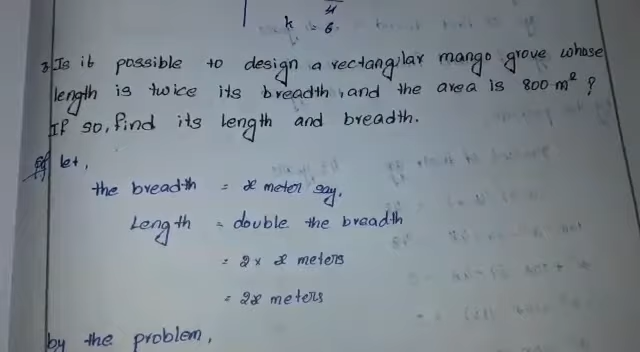 k = 4/6
3. Is it possible to design a rectangular mango grove whose
length is twice its breadth, and the area is 800 m² ?
If so, find its length and breadth.
let,
the breadth = x meter say,
Length = double the breadth
= 2 × x meters
= 2x meters
by the problem,